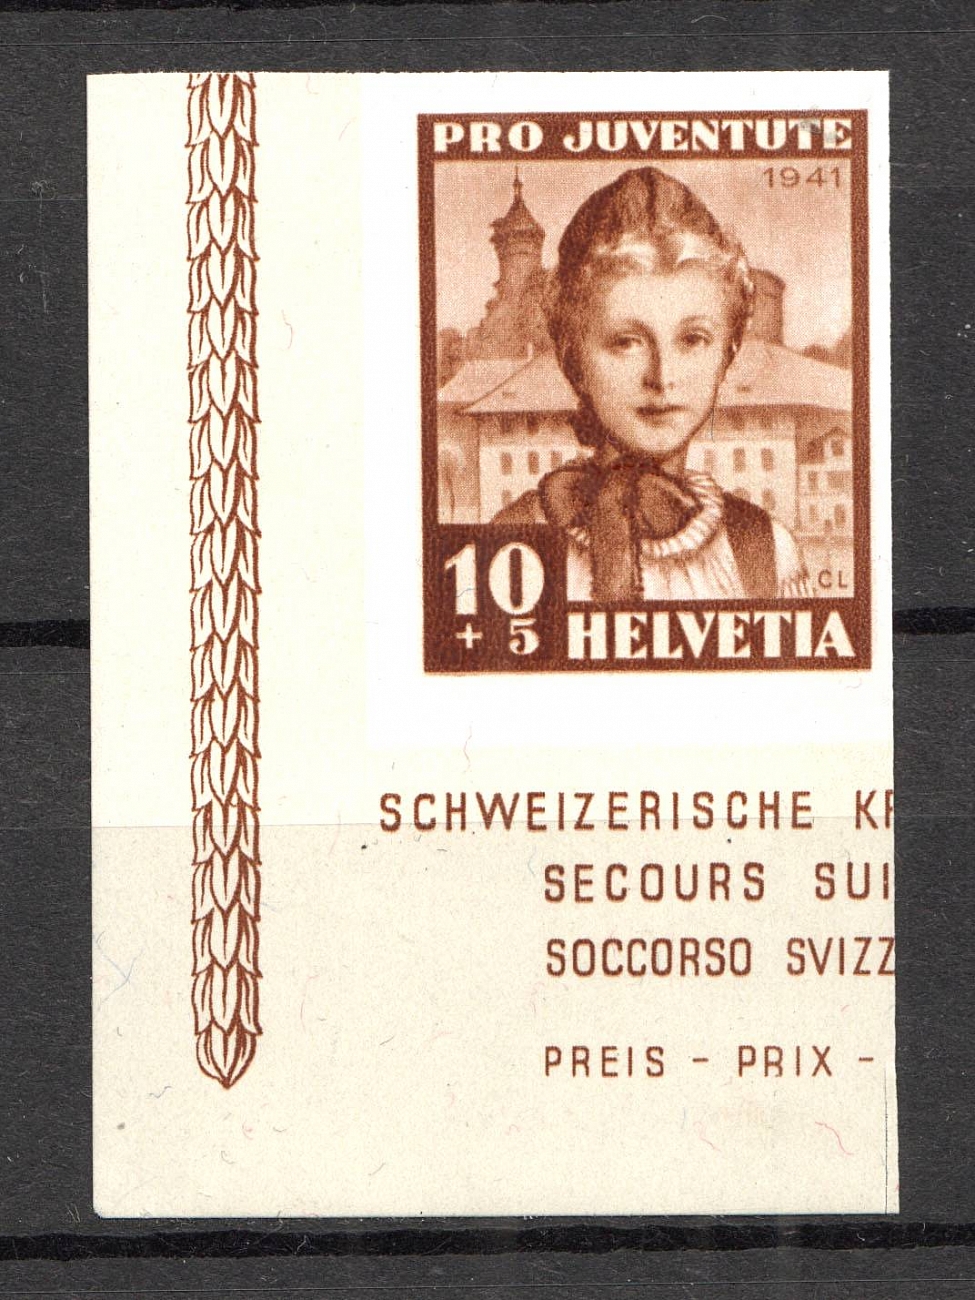 PRO JUVENTUTE
1941
CL
10
+ 5
HELVETIA
SCHWEIZERISCHE
SECOURS
SOCCORSO
PREIS - PRIX -